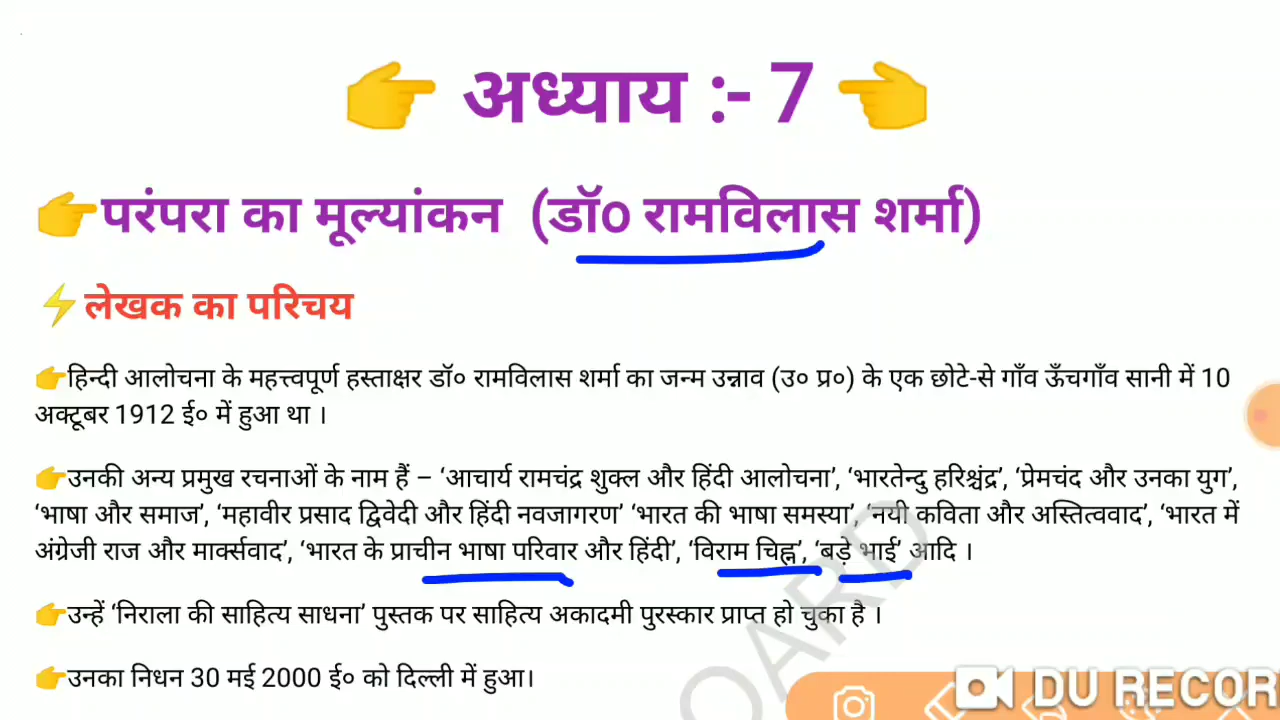 अध्याय :- 7
परंपरा का मूल्यांकन (डॉ० रामविलास शर्मा)
लेखक का परिचय
हिन्दी आलोचना के महत्त्वपूर्ण हस्ताक्षर डॉ० रामविलास शर्मा का जन्म उन्नाव (उ० प्र०) के एक छोटे-से गाँव ऊँचगाँव सानी में 10
अक्टूबर 1912 ई० में हुआ था ।
उनकी अन्य प्रमुख रचनाओं के नाम हैं – ‘आचार्य रामचंद्र शुक्ल और हिंदी आलोचना’, ‘भारतेन्दु हरिश्चंद्र’, ‘प्रेमचंद और उनका युग’,
‘भाषा और समाज’, ‘महावीर प्रसाद द्विवेदी और हिंदी नवजागरण’ ‘भारत की भाषा समस्या’, ‘नयी कविता और अस्तित्ववाद’, ‘भारत में
अंग्रेजी राज और मार्क्सवाद’, ‘भारत के प्राचीन भाषा परिवार और हिंदी’, ‘विराम चिह्न’, ‘बड़े भाई’ आदि ।
उन्हें ‘निराला की साहित्य साधना’ पुस्तक पर साहित्य अकादमी पुरस्कार प्राप्त हो चुका है ।
उनका निधन 30 मई 2000 ई० को दिल्ली में हुआ।
OARD
DU RECOR